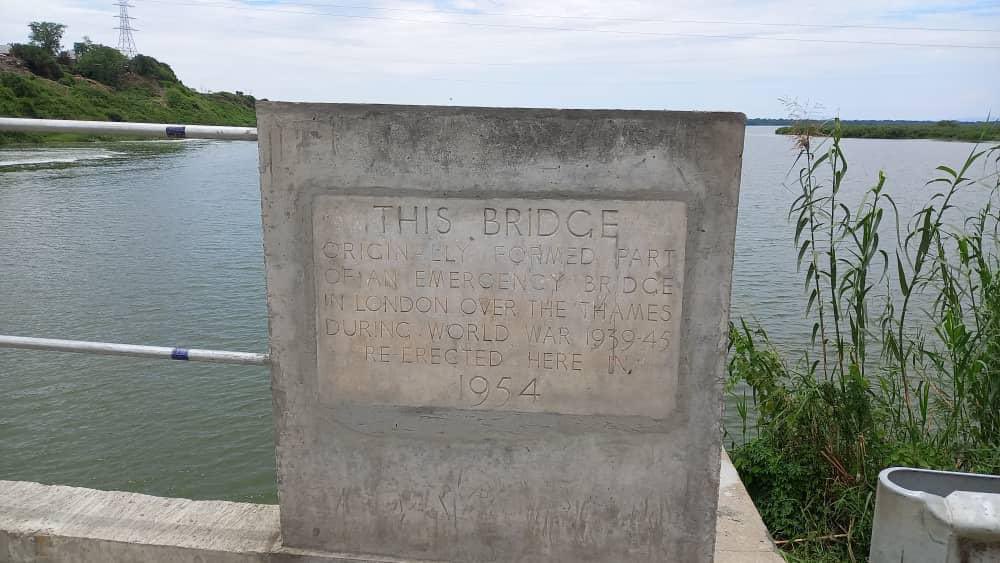 THIS BRIDGE
ORIGINALLY FORMED PART
OF AN EMERGENCY BRIDGE
IN LONDON OVER THE THAMES
DURING WORLD WAR 1939-45
RE-ERECTED HERE IN
1954